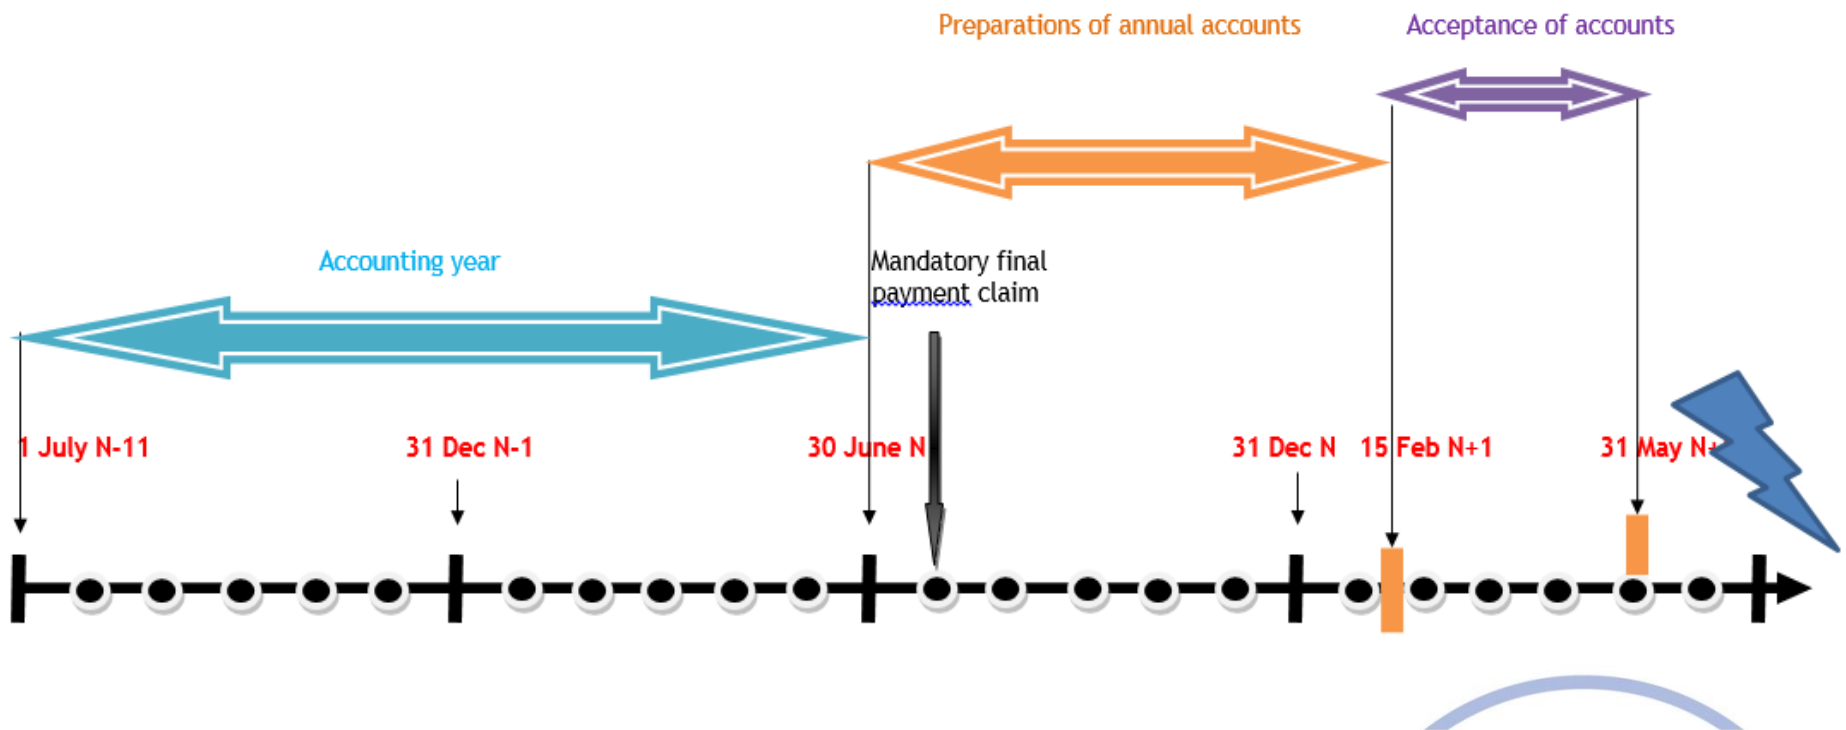 Preparations of annual accounts
Acceptance of accounts
Accounting year
Mandatory final
payment claim
1 July N-11
31 Dec N-1
30 June N
31 Dec N
15 Feb N+1
31 May N+